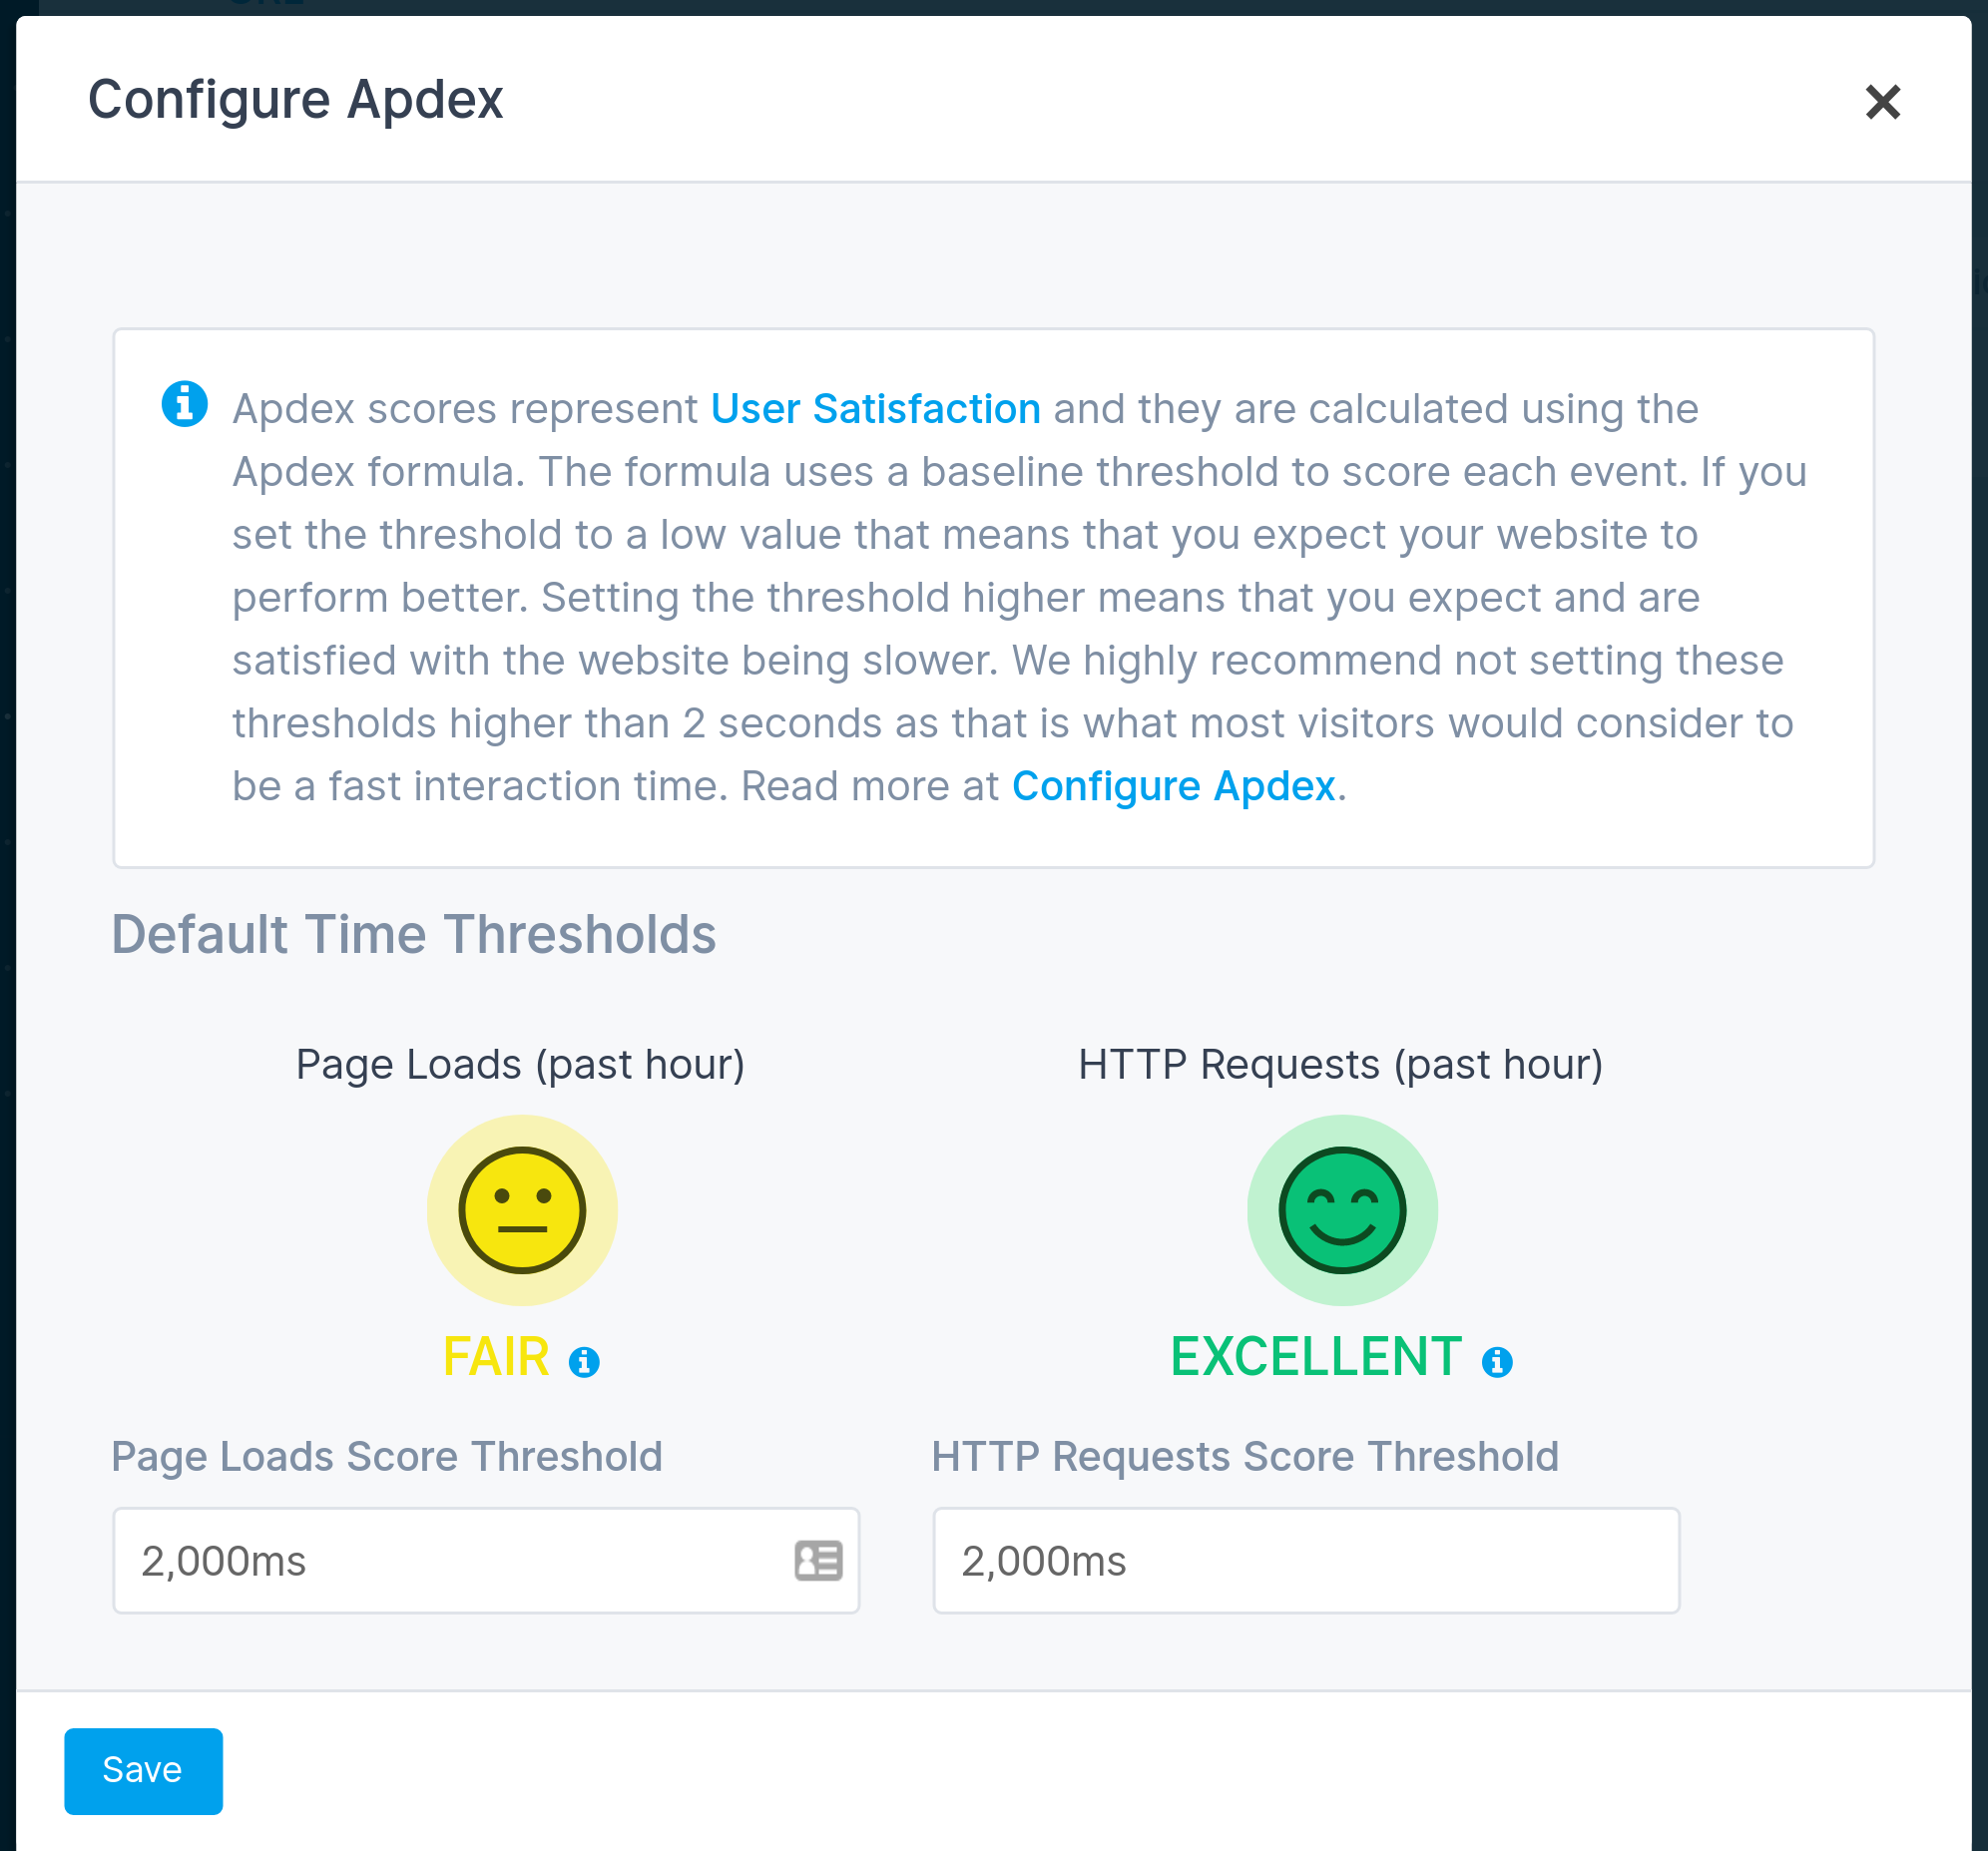 Configure Apdex
Apdex scores represent User Satisfaction and they are calculated using the
Apdex formula. The formula uses a baseline threshold to score each event. If you
set the threshold to a low value that means that you expect your website to
perform better. Setting the threshold higher means that you expect and are
satisfied with the website being slower. We highly recommend not setting these
thresholds higher than 2 seconds as that is what most visitors would consider to
be a fast interaction time. Read more at Configure Apdex.
Default Time Thresholds
Page Loads (past hour)
HTTP Requests (past hour)
FAIR
EXCELLENT
Page Loads Score Threshold
HTTP Requests Score Threshold
2,000ms
2,000ms
Save